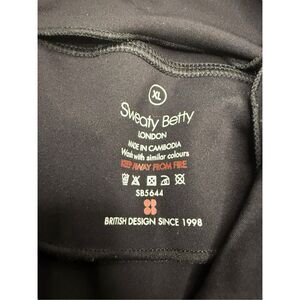 XL
Sweaty Betty
LONDON
MADE IN CAMBODIA
Wash with similar colours
KEEP AWAY FROM FIRE
SB5644
BRITISH DESIGN SINCE 1998